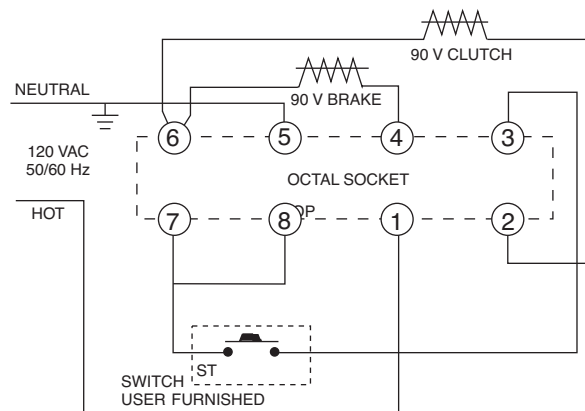 90 V CLUTCH
NEUTRAL
90 V BRAKE
6 5 4 3
120 VAC
50/60 Hz
OCTAL SOCKET
HOT
7 8 1 2
OP
ST
SWITCH
USER FURNISHED